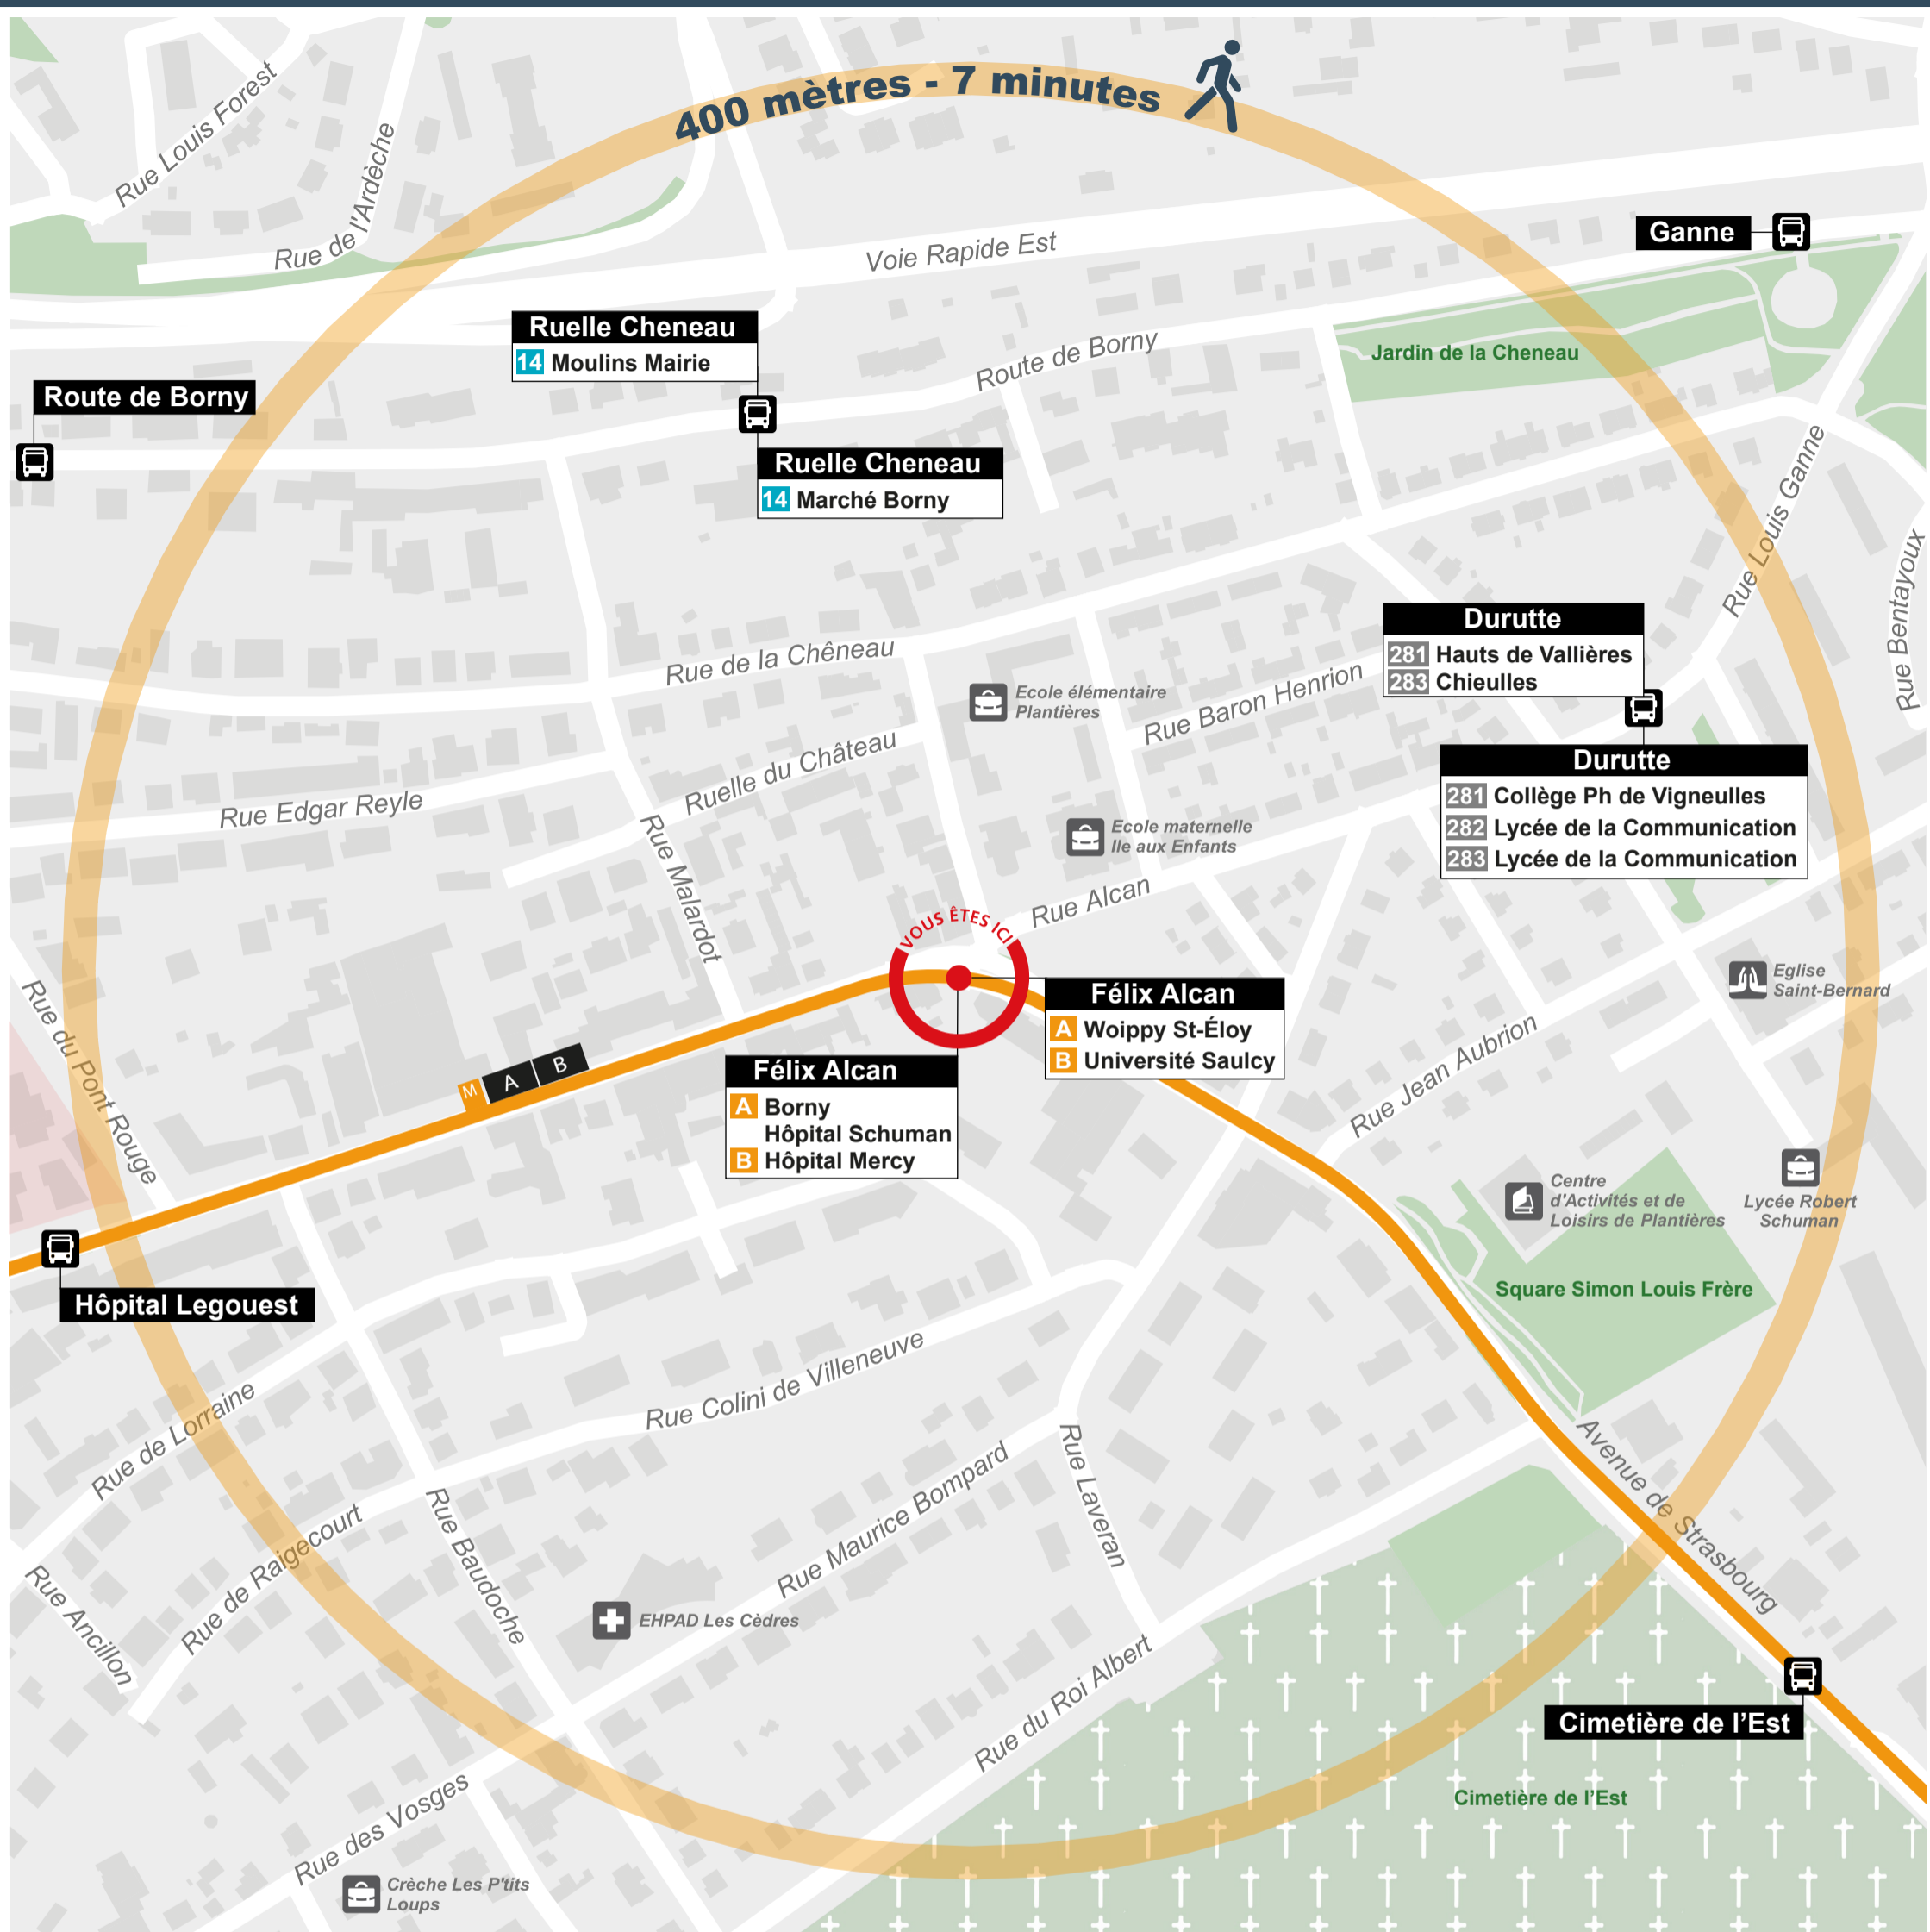 400 mètres - 7 minutes
Rue Louis Forest
Rue de l'Ardèche
Voie Rapide Est
Ganne
Ruelle Cheneau
14 Moulins Mairie
Route de Borny
Jardin de la Cheneau
Route de Borny
Ruelle Cheneau
14 Marché Borny
Rue Louis Ganne
Rue Bentayoux
Durutte
281 Hauts de Vallières
283 Chieulles
Rue de la Chêneau
Ecole élémentaire
Plantières
Rue Baron Henrion
Ruelle du Château
Durutte
281 Collège Ph de Vigneulles
282 Lycée de la Communication
283 Lycée de la Communication
Rue Edgar Reyle
Rue Malardot
Ecole maternelle
Ile aux Enfants
Rue Alcan
VOUS ÊTES ICI
Eglise
Saint-Bernard
Rue du Pont Rouge
Félix Alcan
A Woippy St-Éloy
B Université Saulcy
M A B
Félix Alcan
A Borny
Hôpital Schuman
B Hôpital Mercy
Rue Jean Aubrion
Centre
d'Activités et de
Loisirs de Plantières
Lycée Robert
Schuman
Hôpital Legouest
Square Simon Louis Frère
Rue Colini de Villeneuve
Rue de Lorraine
Rue Laveran
Avenue de Strasbourg
Rue Maurice Bompard
Rue Baudoche
Rue de Raigecourt
Rue Ancillon
EHPAD Les Cèdres
Rue du Roi Albert
Cimetière de l’Est
Cimetière de l’Est
Rue des Vosges
Crèche Les P'tits
Loups